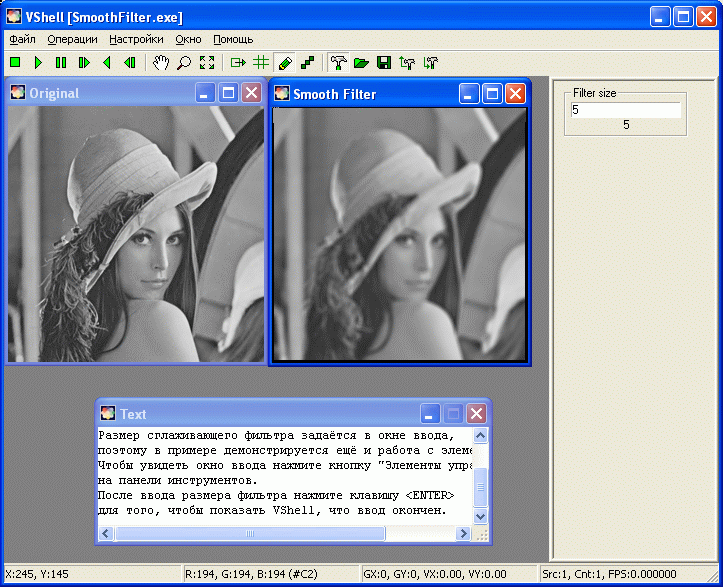 VShell [SmoothFilter.exe]
Файл Операции Настройки Окно Помощь
Original
Smooth Filter
Filter size
5
5
Text
Размер сглаживающего фильтра задаётся в окне ввода,
поэтому в примере демонстрируется ещё и работа с элеме
Чтобы увидеть окно ввода нажмите кнопку "Элементы упра
на панели инструментов.
После ввода размера фильтра нажмите клавишу <ENTER>
для того, чтобы показать VShell, что ввод окончен.
X:245, Y:145
R:194, G:194, B:194 (#C2)
GX:0, GY:0, VX:0.00, VY:0.00
Src:1, Cnt:1, FPS:0.000000